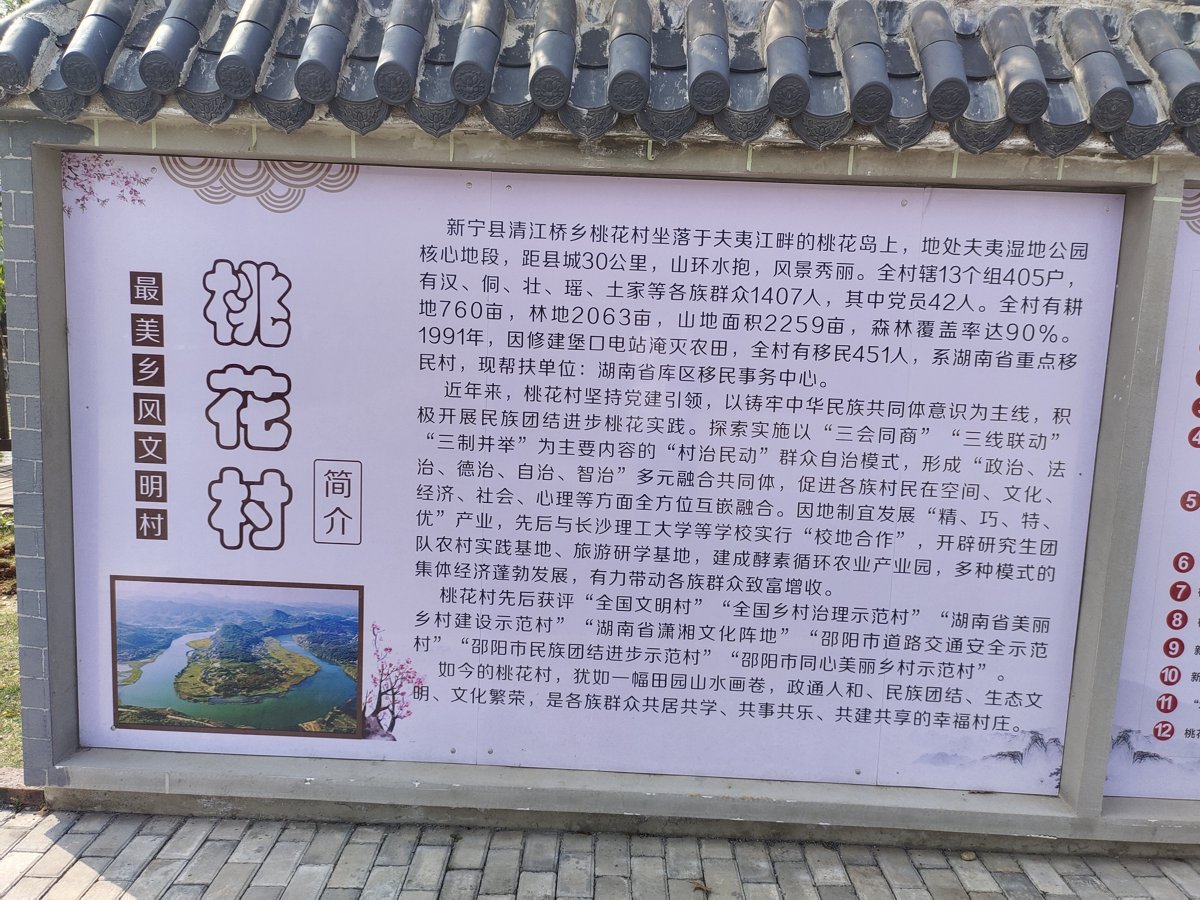 最美乡风文明村
桃花村
简介
新宁县清江桥乡桃花村坐落于夫夷江畔的桃花岛上，地处夫夷湿地公园
核心地段，距县城30公里，山环水抱，风景秀丽。全村辖13个组405户，
有汉、侗、壮、瑶、土家等各族群众1407人，其中党员42人。全村有耕
地760亩，林地2063亩，山地面积2259亩，森林覆盖率达90%。
1991年，因修建堡口电站淹灭农田，全村有移民451人，系湖南省重点移
民村，现帮扶单位：湖南省库区移民事务中心。
近年来，桃花村坚持党建引领，以铸牢中华民族共同体意识为主线，积
极开展民族团结进步桃花实践。探索实施以“三会同商”“三线联动”
“三制并举”为主要内容的“村治民动”群众自治模式，形成“政治、法
治、德治、自治、智治”多元融合共同体，促进各族村民在空间、文化、
经济、社会、心理等方面全方位互嵌融合。因地制宜发展“精、巧、特、
优”产业，先后与长沙理工大学等学校实行“校地合作”，开辟研究生团
队农村实践基地、旅游研学基地，建成酵素循环农业产业园，多种模式的
集体经济蓬勃发展，有力带动各族群众致富增收。
桃花村先后获评“全国文明村”“全国乡村治理示范村”“湖南省美丽
乡村建设示范村”“湖南省潇湘文化阵地”“邵阳市道路交通安全示范
村”“邵阳市民族团结进步示范村”“邵阳市同心美丽乡村示范村”。
如今的桃花村，犹如一幅田园山水画卷，政通人和、民族团结、生态文
明、文化繁荣，是各族群众共居共学、共事共乐、共建共享的幸福村庄。
5
6
7
8
9
10 新
11
12 桃花